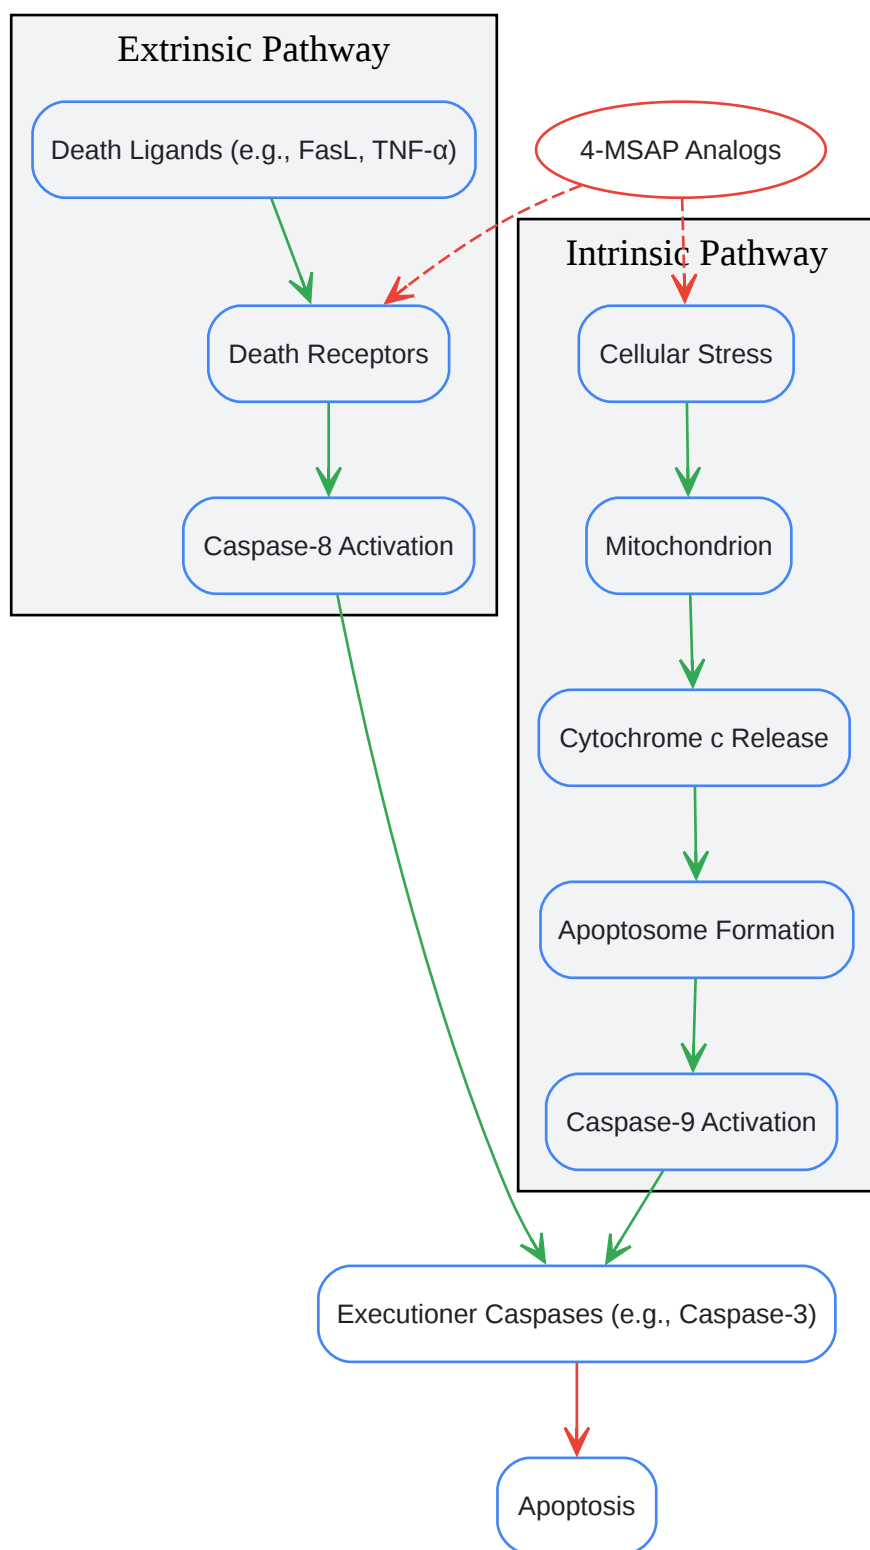 Extrinsic Pathway
Death Ligands (e.g., FasL, TNF-α)
4-MSAP Analogs
Intrinsic Pathway
Death Receptors
Cellular Stress
Caspase-8 Activation
Mitochondrion
Cytochrome c Release
Apoptosome Formation
Caspase-9 Activation
Executioner Caspases (e.g., Caspase-3)
Apoptosis